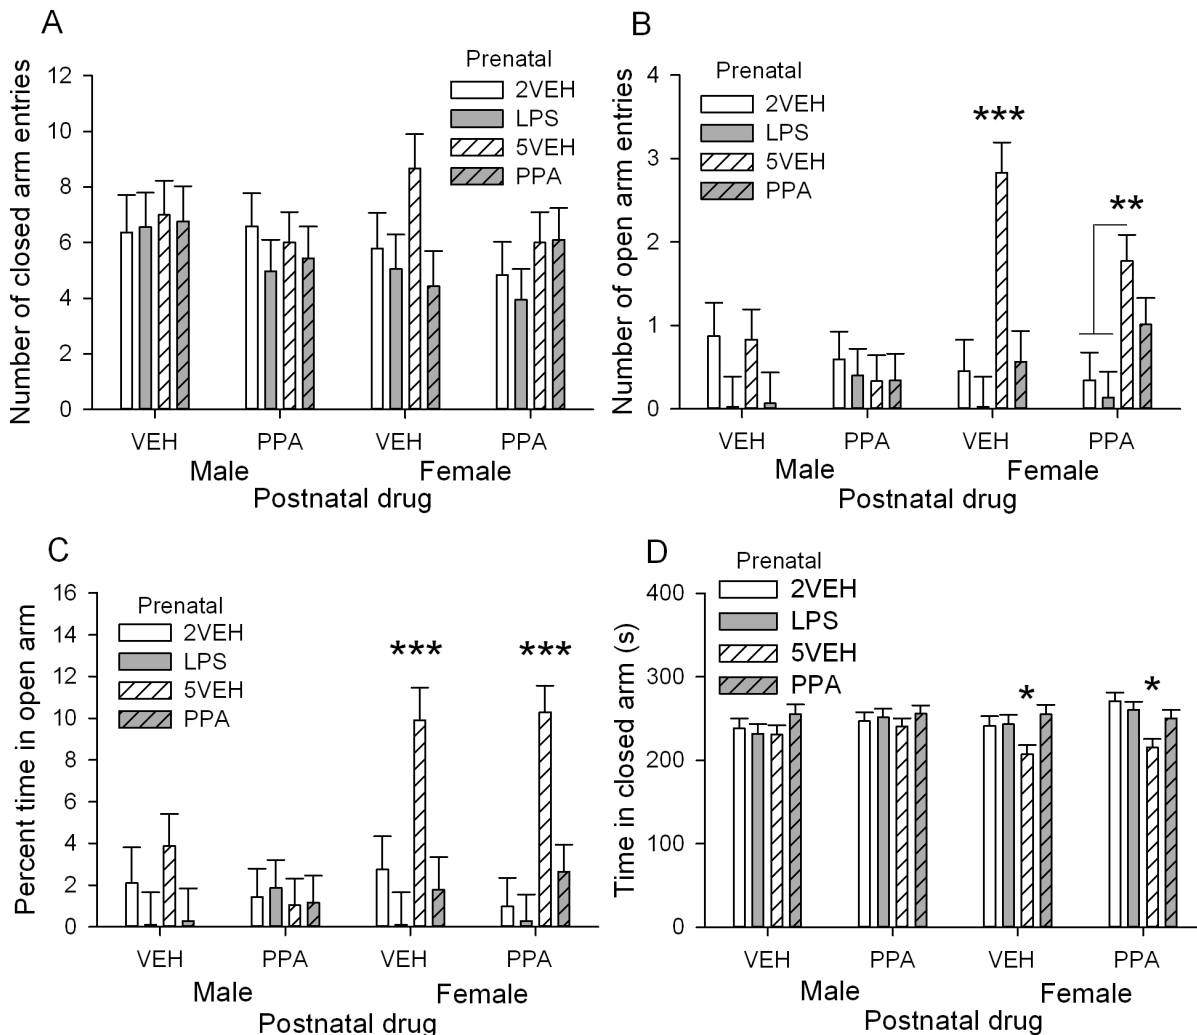 A
Number of closed arm entries
12
10
8
6
4
2
0
Prenatal
2VEH
LPS
5VEH
PPA
VEH PPA VEH PPA
Male Female
Postnatal drug
B
Number of open arm entries
4
3
2
1
0
Prenatal
2VEH
LPS
5VEH
PPA
***
**
VEH PPA VEH PPA
Male Female
Postnatal drug
C
Percent time in open arm
16
14
12
10
8
6
4
2
0
Prenatal
2VEH
LPS
5VEH
PPA
*** ***
VEH PPA VEH PPA
Male Female
Postnatal drug
D
Time in closed arm (s)
400
300
200
100
0
Prenatal
2VEH
LPS
5VEH
PPA
* *
VEH PPA VEH PPA
Male Female
Postnatal drug